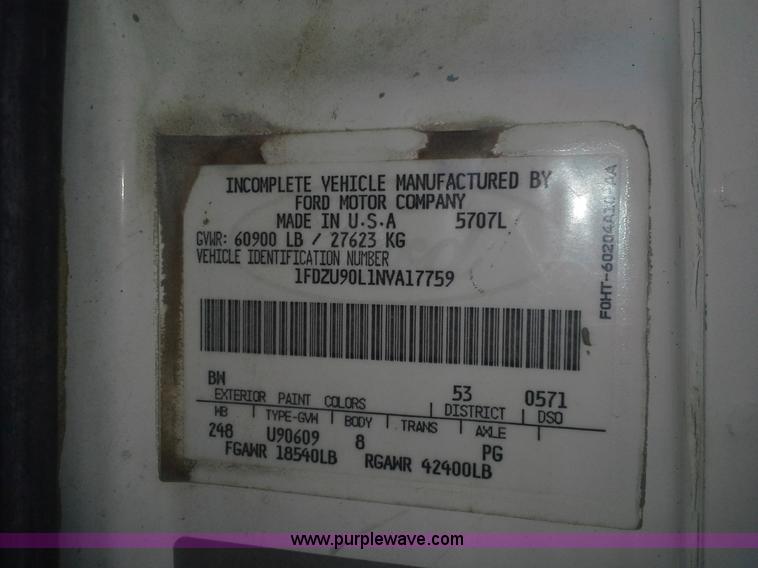 INCOMPLETE VEHICLE MANUFACTURED BY
FORD MOTOR COMPANY
MADE IN U.S.A 5707L
GVWR: 60900 LB / 27623 KG
VEHICLE IDENTIFICATION NUMBER
1FDZU90L1NVA17759
BW 53 0571
EXTERIOR PAINT COLORS DISTRICT DSO
WB TYPE-GVW BODY TRANS AXLE
248 U90609 8 PG
FGAWR 18540LB RGAWR 42400LB
www.purplewave.com